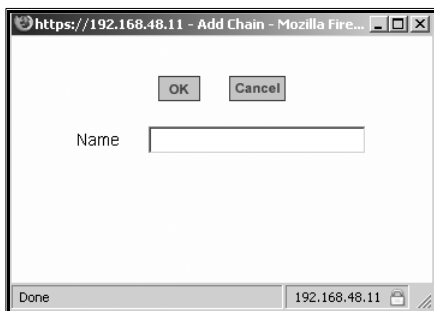 https://192.168.48.11 - Add Chain - Mozilla Fire...
OK Cancel
Name
Done 192.168.48.11